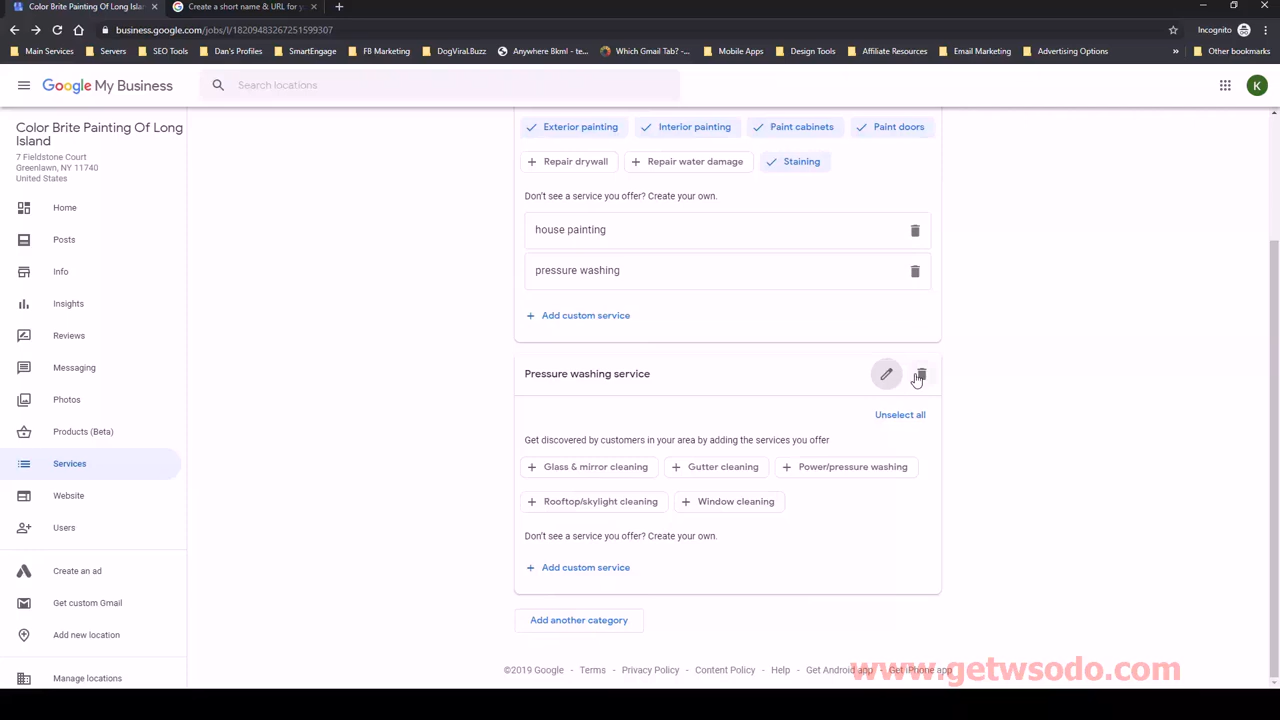 Color Brite Painting Of Long Islan
Create a short name & URL for y
business.google.com/jobs/l/18209483267251599307
Incognito
Main Services
Servers
SEO Tools
Dan's Profiles
SmartEngage
FB Marketing
DogViral.Buzz
Anywhere Bkml - te...
Which Gmail Tab? -...
Mobile Apps
Design Tools
Affiliate Resources
Email Marketing
Advertising Options
Other bookmarks
Google My Business
Search locations
K
Color Brite Painting Of Long
Island
7 Fieldstone Court
Greenlawn, NY 11740
United States
Home
Posts
Info
Insights
Reviews
Messaging
Photos
Products (Beta)
Services
Website
Users
Create an ad
Get custom Gmail
Add new location
Manage locations
Exterior painting
Interior painting
Paint cabinets
Paint doors
Repair drywall
Repair water damage
Staining
Don't see a service you offer? Create your own.
house painting
pressure washing
Add custom service
Pressure washing service
Unselect all
Get discovered by customers in your area by adding the services you offer
Glass & mirror cleaning
Gutter cleaning
Power/pressure washing
Rooftop/skylight cleaning
Window cleaning
Don't see a service you offer? Create your own.
Add custom service
Add another category
©2019 Google - Terms - Privacy Policy - Content Policy - Help - Get Android app - Get iPhone app
www.getwsodo.com